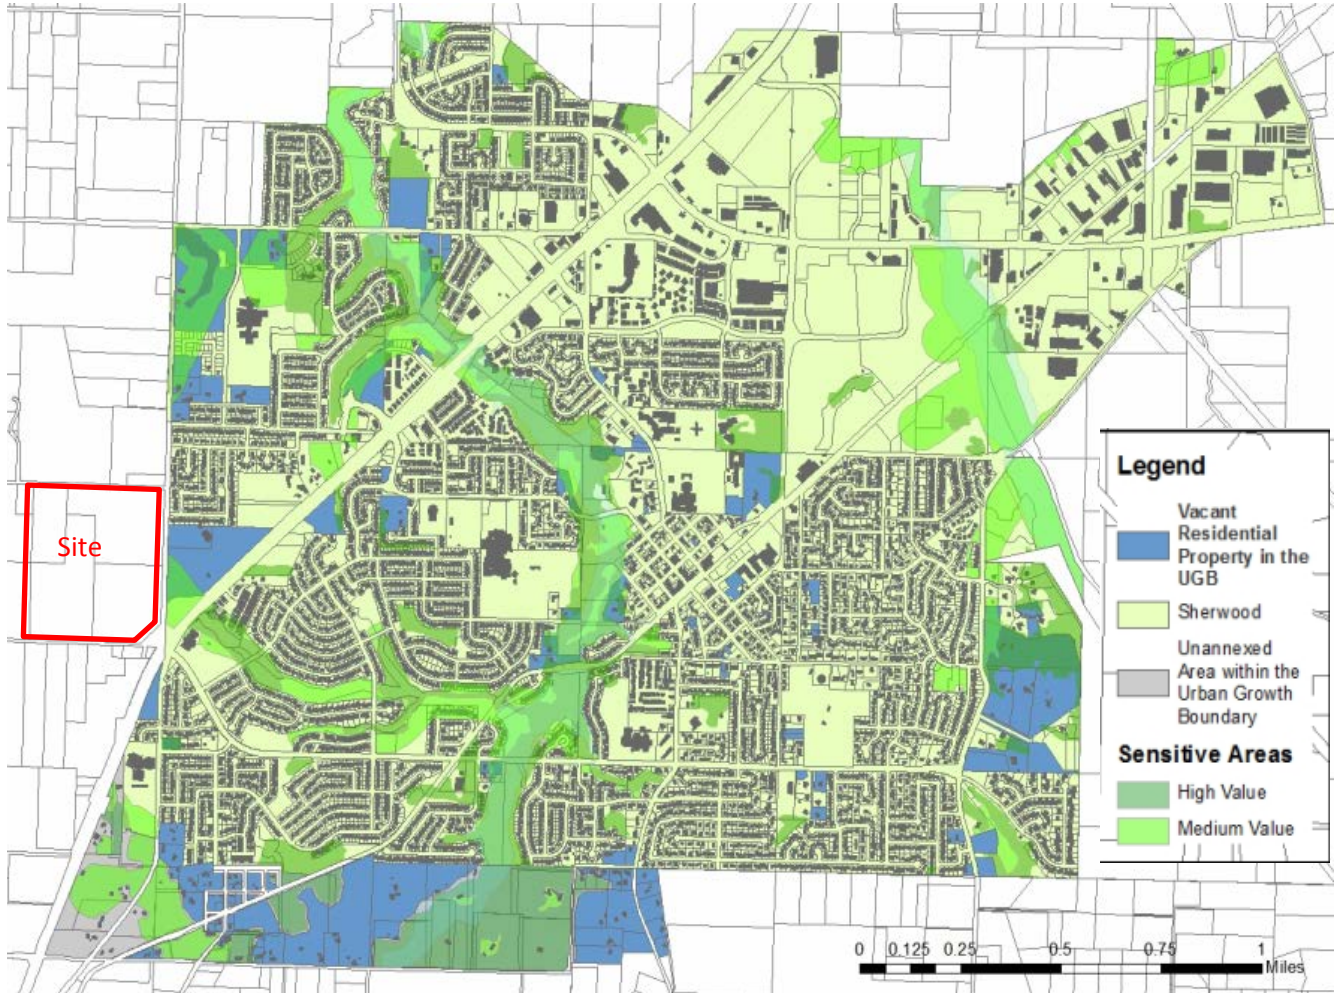 Site
Legend
Vacant
Residential
Property in the
UGB
Sherwood
Unannexed
Area within the
Urban Growth
Boundary
Sensitive Areas
High Value
Medium Value
0 0.125 0.25 0.5 0.75 1
Miles